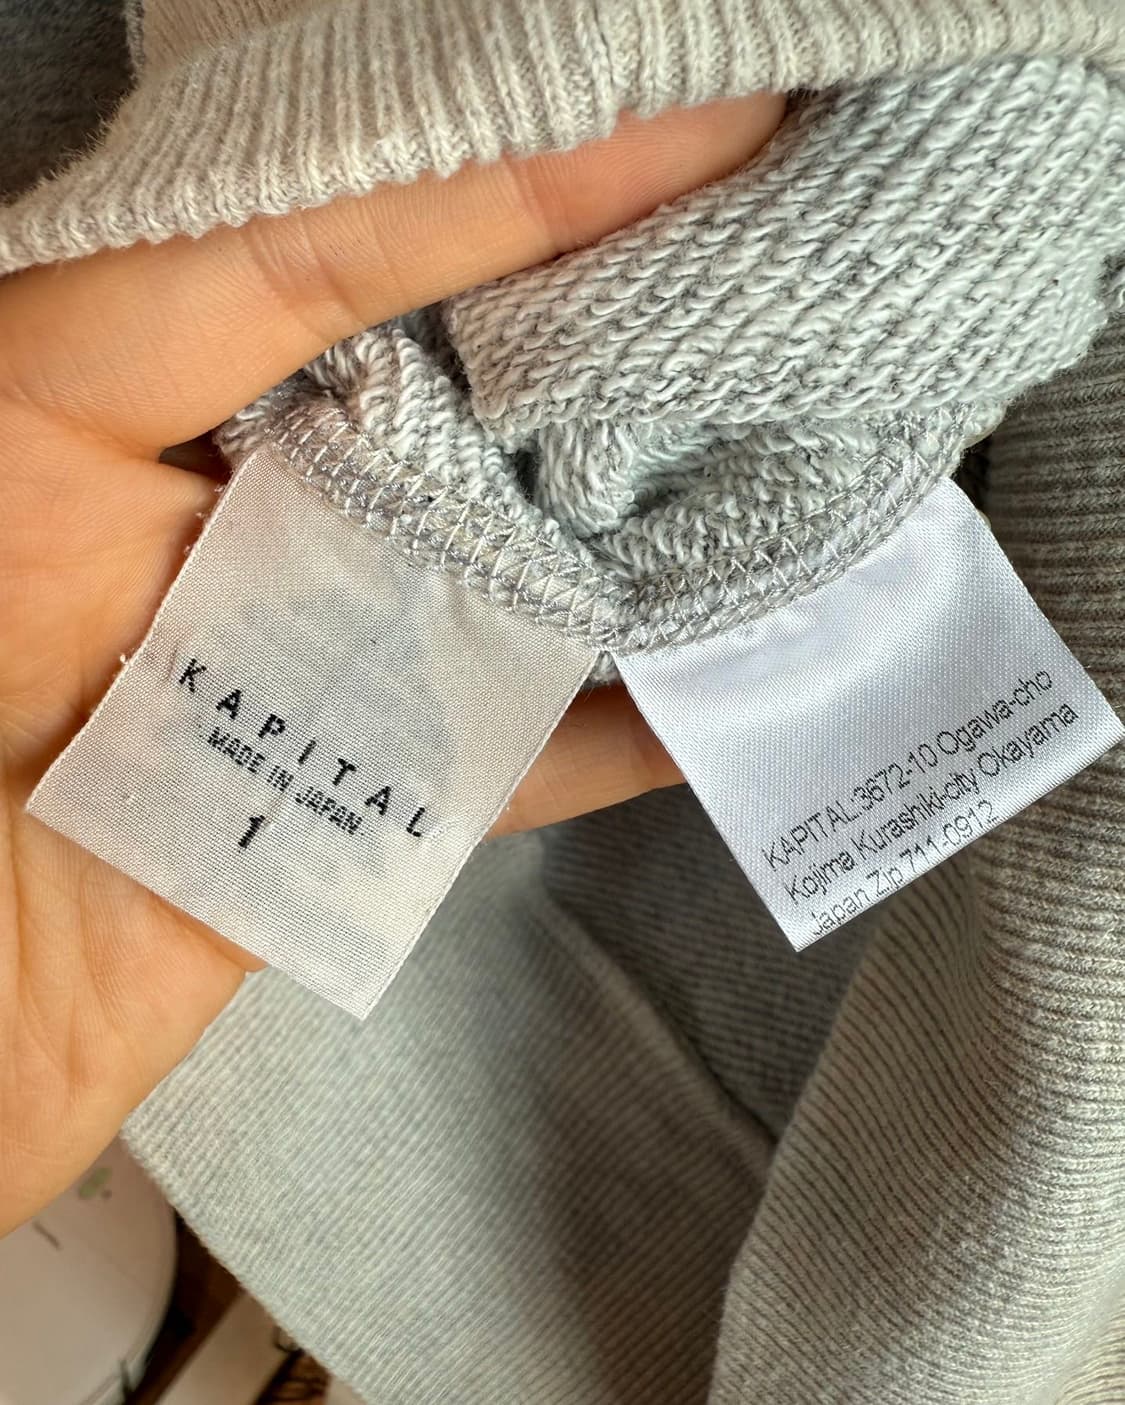 KAPITAL
MADE IN JAPAN
1
KAPITAL:3672-10 Ogawa-cho
Kojima Kurashiki-city Okayama
Japan Zip 711-0912